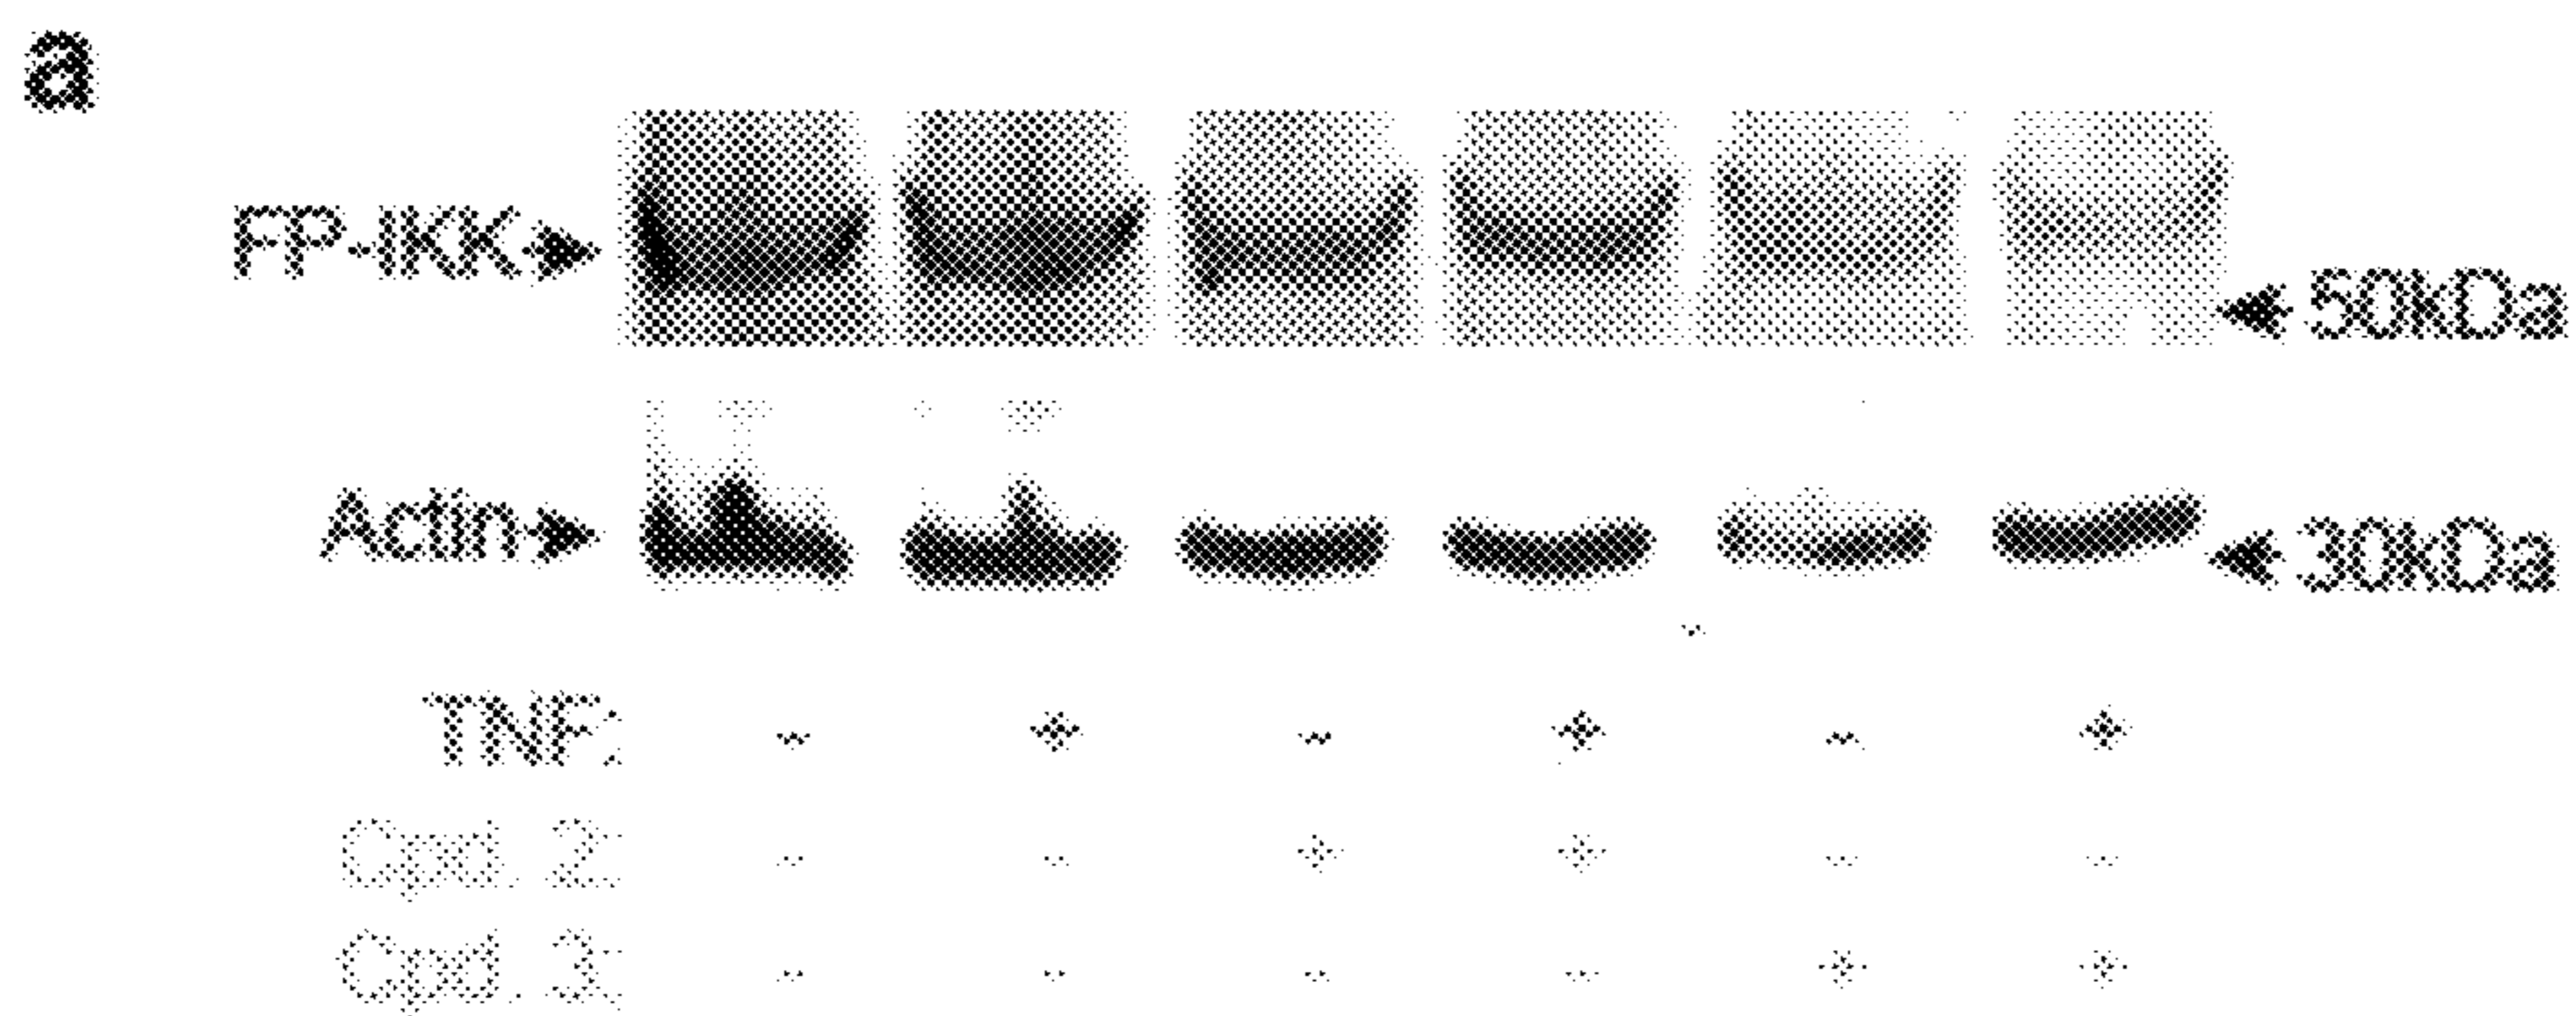 a
FP-IKK
50kDa
Actin
30kDa
TNF: - + - + - +
Cpd. 2: - - + + - -
Cpd. 3: - - - - + +